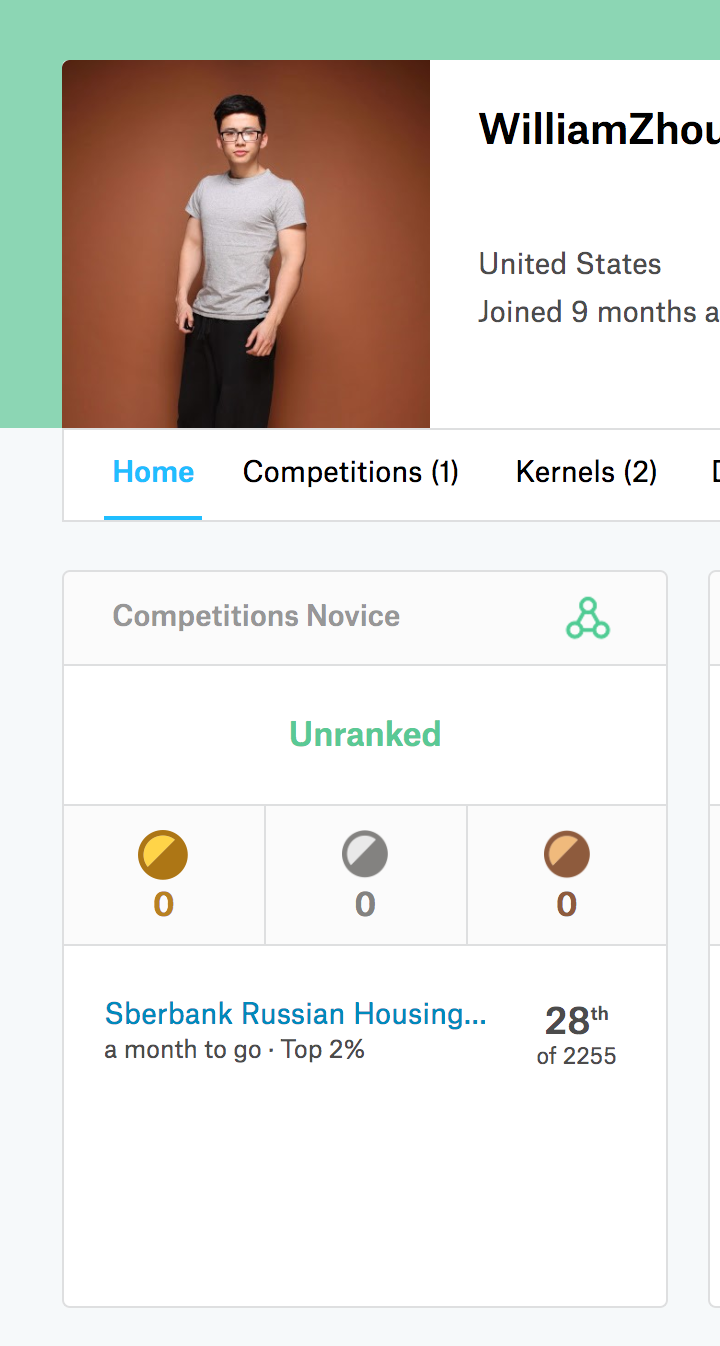 WilliamZhou
United States
Joined 9 months a
Home Competitions (1) Kernels (2)
Competitions Novice
Unranked
0 0 0
Sberbank Russian Housing... 28th
a month to go · Top 2% of 2255